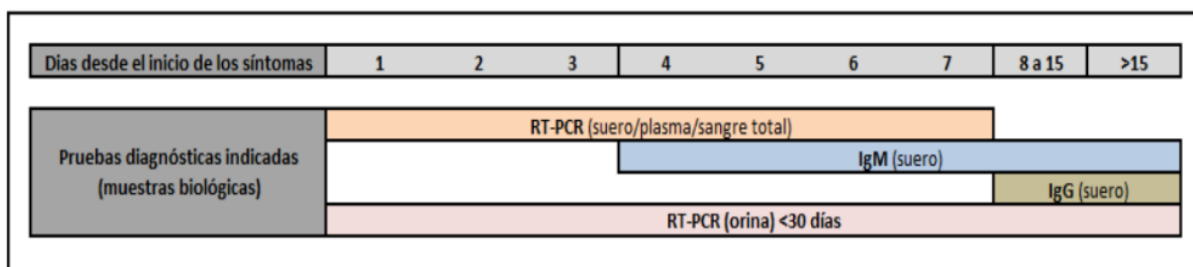 Dias desde el inicio de los síntomas 1 2 3 4 5 6 7 8 a 15 >15
RT-PCR (suero/plasma/sangre total)
Pruebas diagnósticas indicadas
(muestras biológicas)
IgM (suero)
IgG (suero)
RT-PCR (orina) <30 días